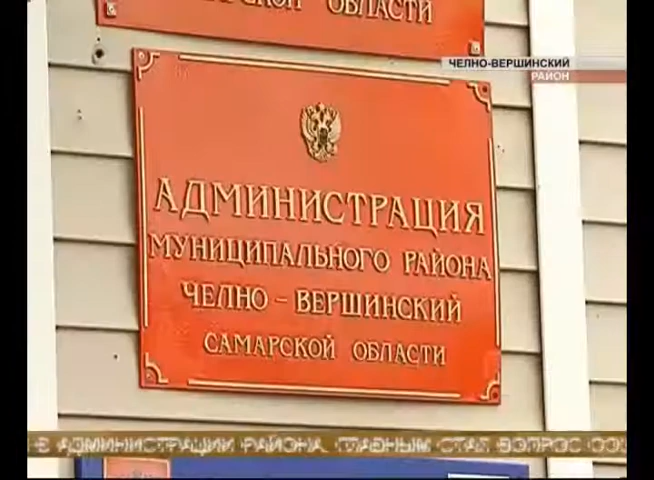 ОБЛАСТИ
ЧЕЛНО-ВЕРШИНСКИЙ
РАЙОН
АДМИНИСТРАЦИЯ
МУНИЦИПАЛЬНОГО РАЙОНА
ЧЕЛНО - ВЕРШИНСКИЙ
САМАРСКОЙ ОБЛАСТИ
В АДМИНИСТРАЦИИ РАЙОНА. ГЛАВНЫМ СТАЛ ВОПРОС